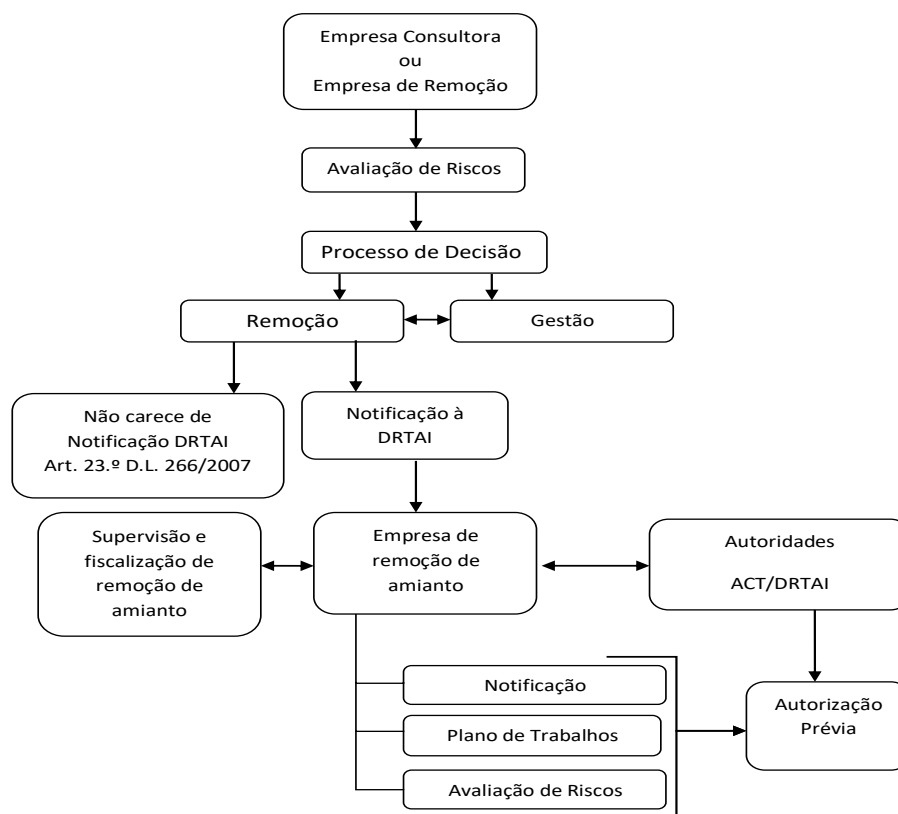 Empresa Consultora
ou
Empresa de Remoção
Avaliação de Riscos
Processo de Decisão
Remoção
Gestão
Não carece de
Notificação DRTAI
Art. 23.º D.L. 266/2007
Notificação à
DRTAI
Supervisão e
fiscalização de
remoção de
amianto
Empresa de
remoção de
amianto
Autoridades
ACT/DRTAI
Notificação
Plano de Trabalhos
Avaliação de Riscos
Autorização
Prévia